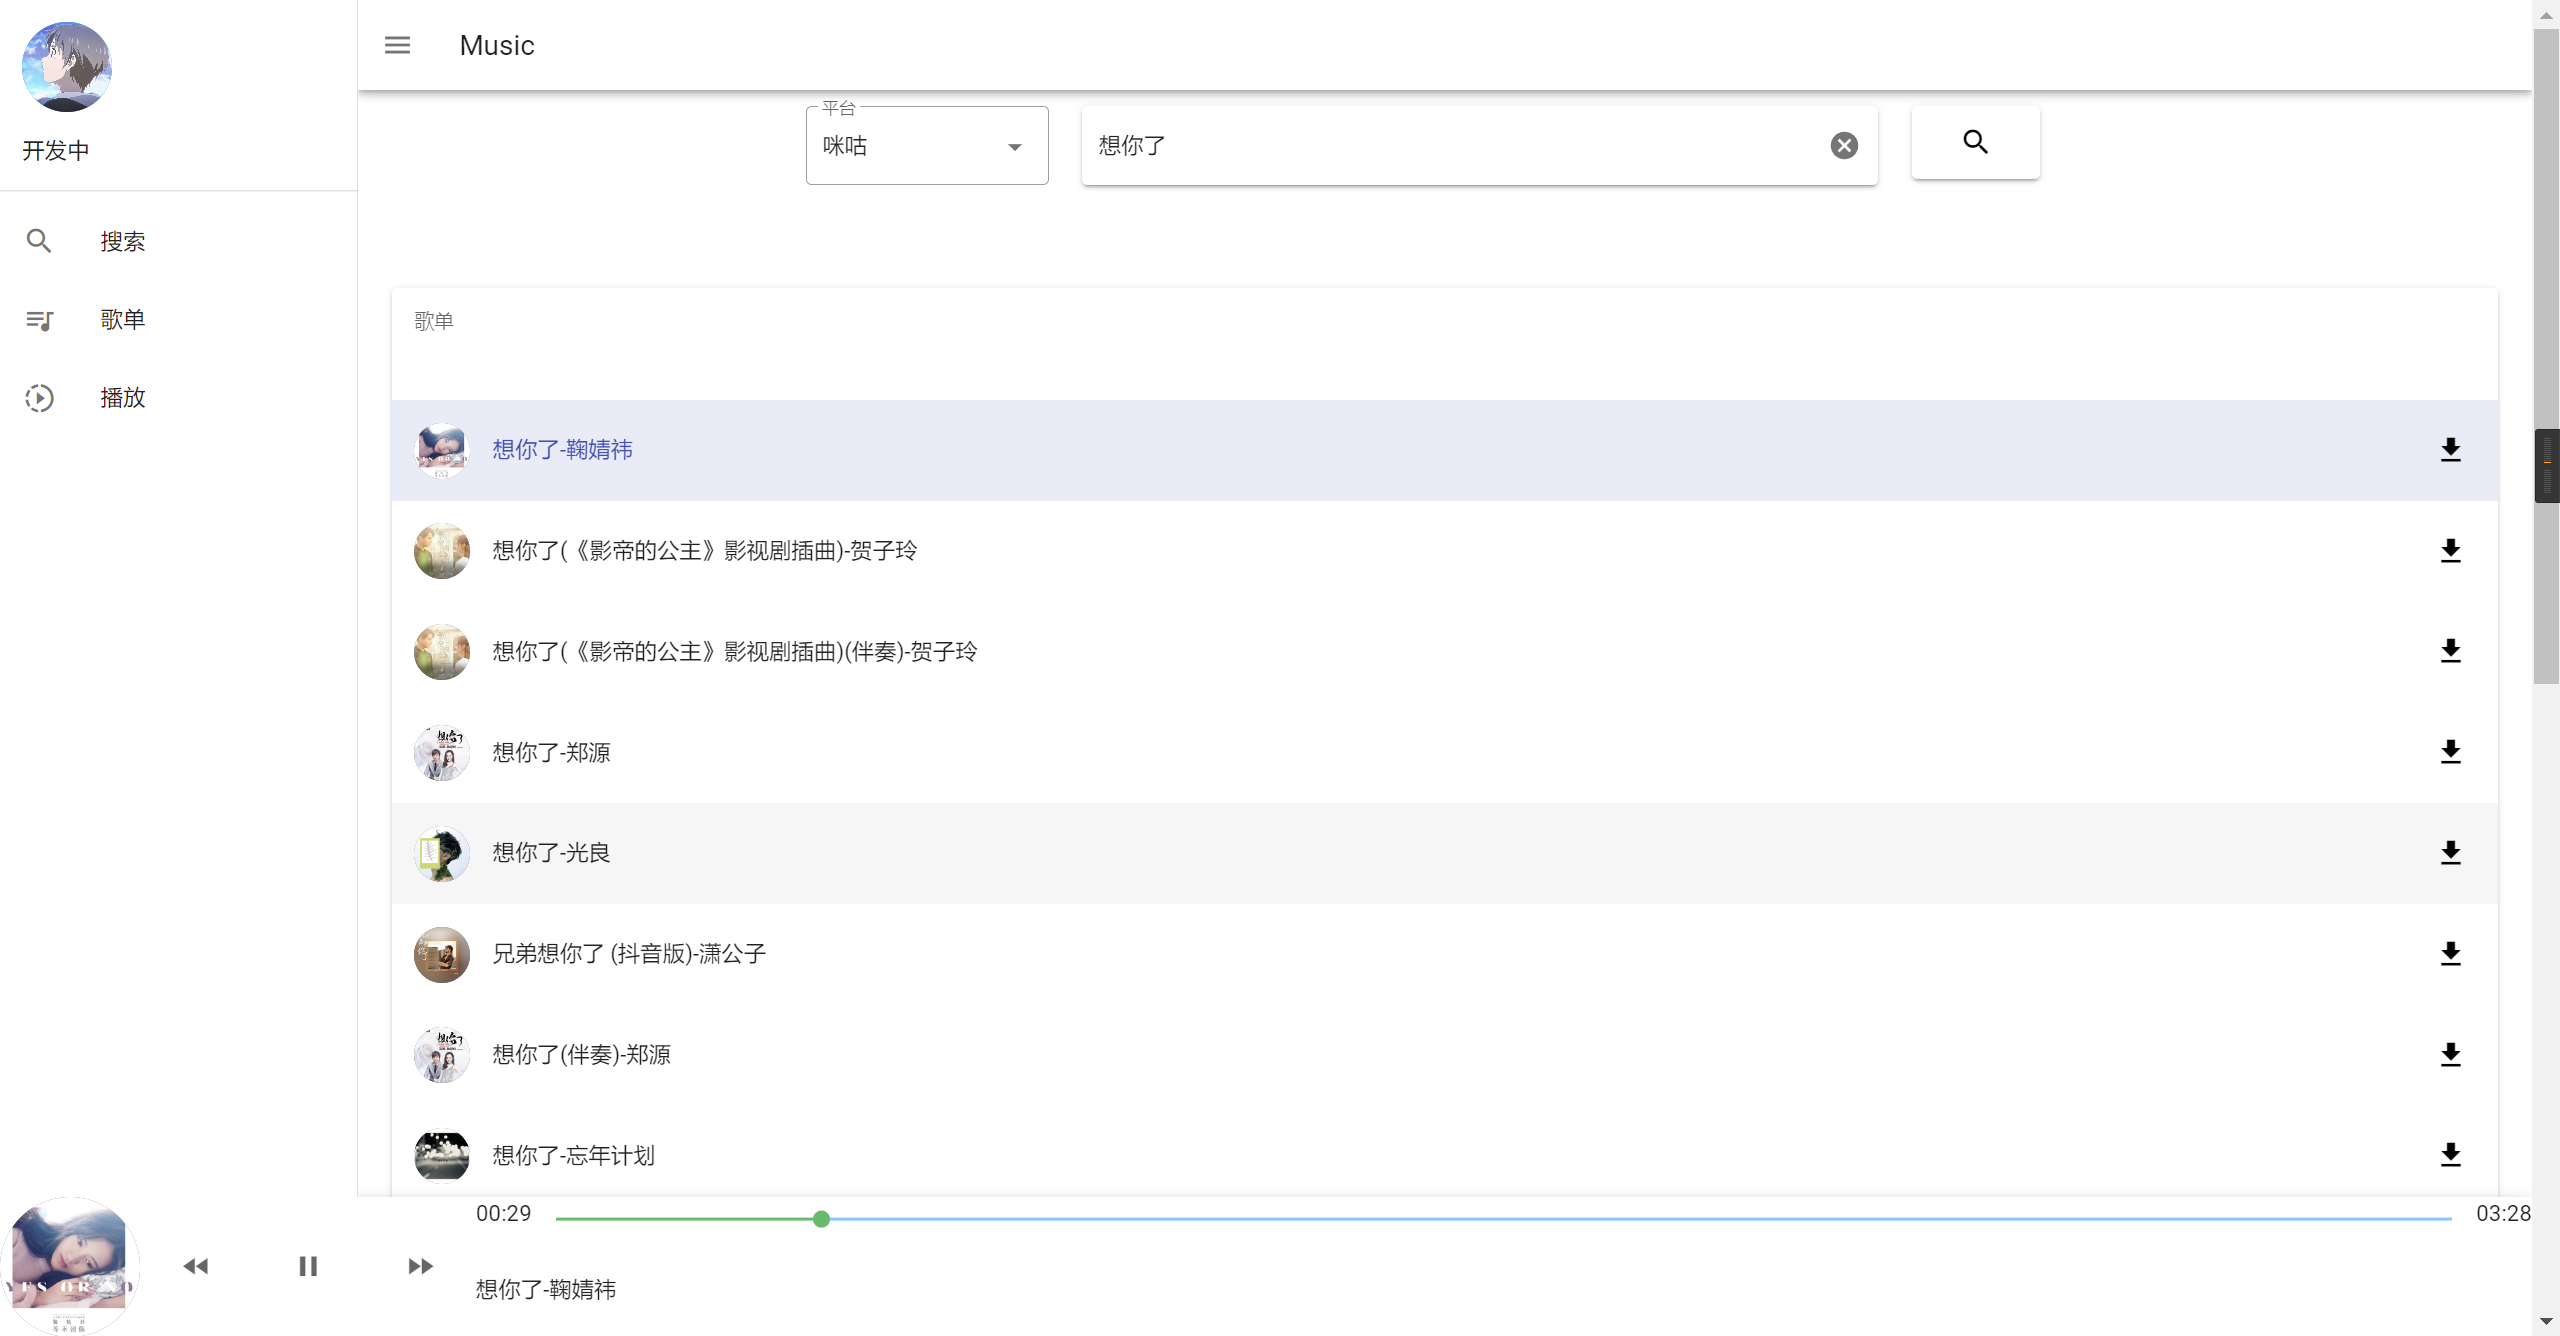 开发中
搜索
歌单
播放
Music
平台
咪咕
想你了
歌单
想你了-鞠婧祎
想你了(《影帝的公主》影视剧插曲)-贺子玲
想你了(《影帝的公主》影视剧插曲)(伴奏)-贺子玲
想你了-郑源
想你了-光良
兄弟想你了 (抖音版)-潇公子
想你了(伴奏)-郑源
想你了-忘年计划
00:29
03:28
想你了-鞠婧祎
YES OR NO